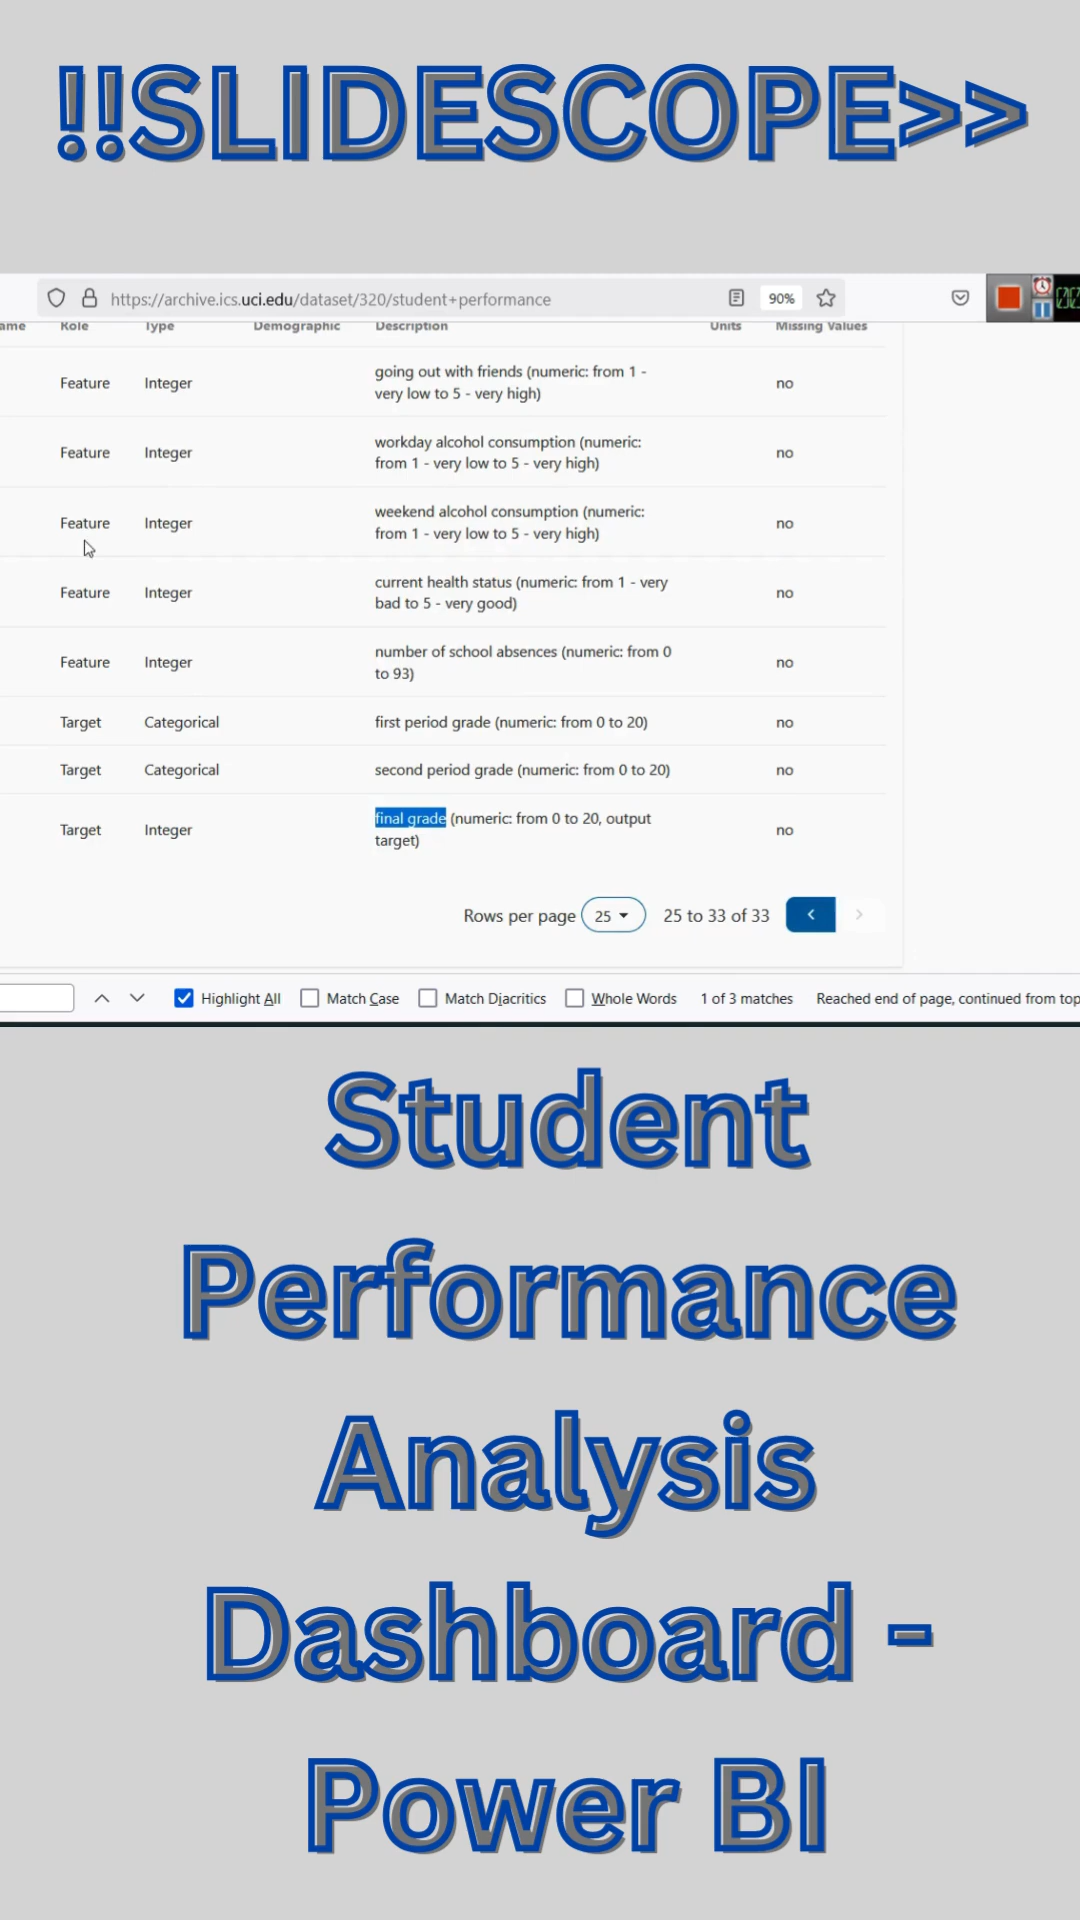 !!SLIDESCOPE>>
https://archive.ics.uci.edu/dataset/320/student+performance 90%
ame Role Type Demographic Description Units Missing Values
Feature Integer going out with friends (numeric: from 1 -
very low to 5 - very high) no
Feature Integer workday alcohol consumption (numeric:
from 1 - very low to 5 - very high) no
Feature Integer weekend alcohol consumption (numeric:
from 1 - very low to 5 - very high) no
Feature Integer current health status (numeric: from 1 - very
bad to 5 - very good) no
Feature Integer number of school absences (numeric: from 0
to 93) no
Target Categorical first period grade (numeric: from 0 to 20) no
Target Categorical second period grade (numeric: from 0 to 20) no
Target Integer final grade (numeric: from 0 to 20, output
target) no
Rows per page 25 25 to 33 of 33
Highlight All Match Case Match Diacritics Whole Words 1 of 3 matches Reached end of page, continued from top
Student
Performance
Analysis
Dashboard -
Power BI